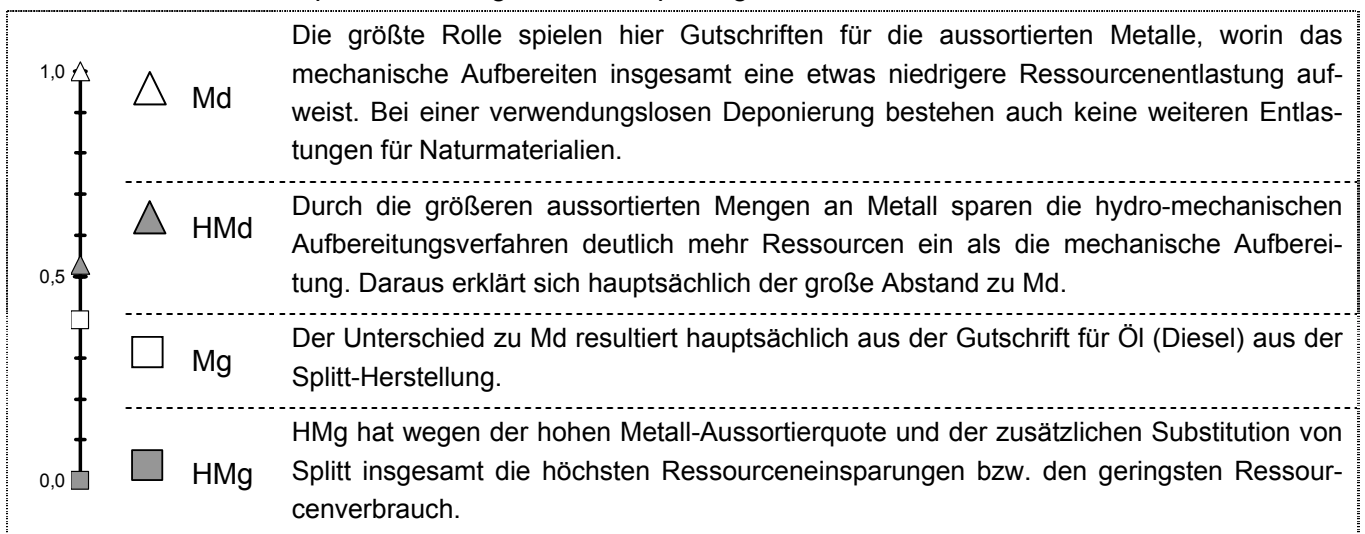 Die größte Rolle spielen hier Gutschriften für die aussortierten Metalle, worin das
mechanische Aufbereiten insgesamt eine etwas niedrigere Ressourcenentlastung auf-
weist. Bei einer verwendungslosen Deponierung bestehen auch keine weiteren Entlas-
tungen für Naturmaterialien.
1,0
Md
Durch die größeren aussortierten Mengen an Metall sparen die hydro-mechanischen
Aufbereitungsverfahren deutlich mehr Ressourcen ein als die mechanische Aufberei-
tung. Daraus erklärt sich hauptsächlich der große Abstand zu Md.
HMd
0,5
Der Unterschied zu Md resultiert hauptsächlich aus der Gutschrift für Öl (Diesel) aus der
Splitt-Herstellung.
Mg
HMg hat wegen der hohen Metall-Aussortierquote und der zusätzlichen Substitution von
Splitt insgesamt die höchsten Ressourceneinsparungen bzw. den geringsten Ressour-
cenverbrauch.
HMg
0,0